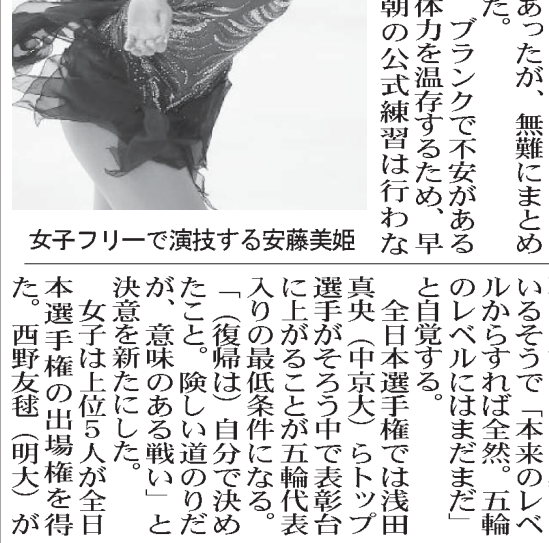 あったが、無難にまとめ
た。
ブランクで不安がある
体力を温存するため、早
朝の公式練習は行わな
女子フリーで演技する安藤美姫
いるそうで「本来のレベ
ルからすれば全然。五輪
のレベルにはまだまだ」
と自覚する。
全日本選手権では浅田
真央（中京大）らトップ
選手がそろう中で表彰台
に上がることが五輪代表
入りの最低条件になる。
「（復帰は）自分で決め
たこと。険しい道のりだ
が、意味のある戦い」と
決意を新たにした。
女子は上位５人が全日
本選手権の出場権を得
た。西野友毬（明大）が